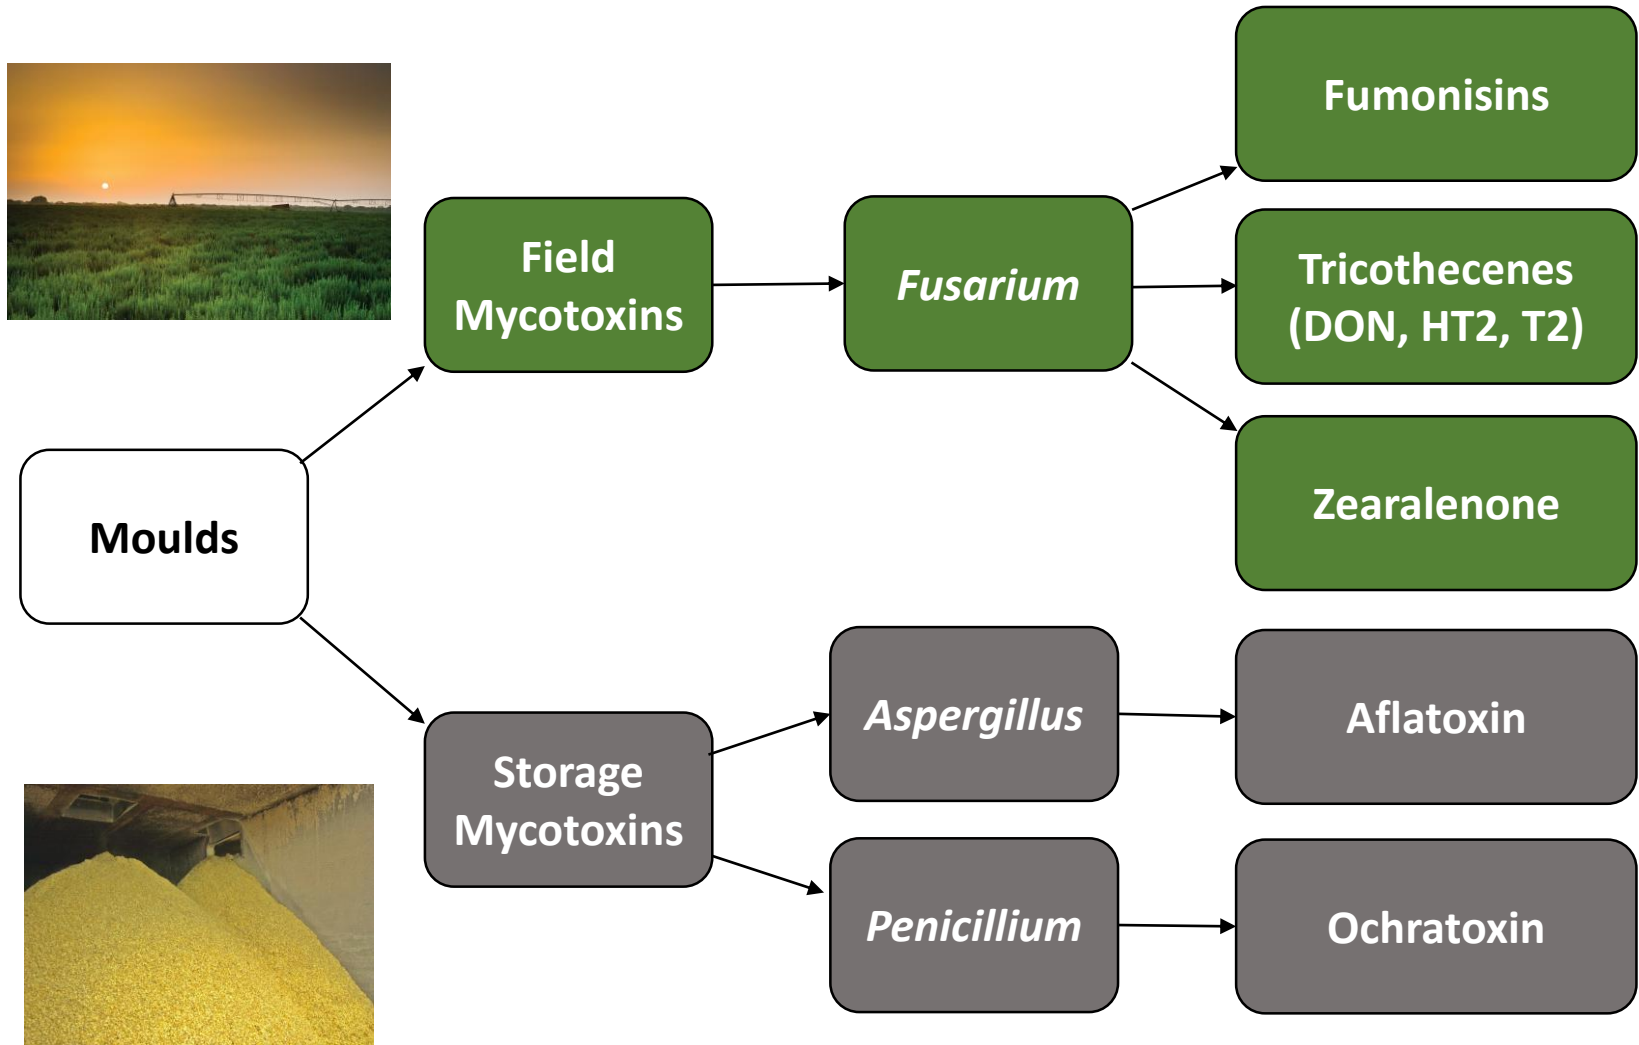 Fumonisins
Field
Mycotoxins
Fusarium
Tricothecenes
(DON, HT2, T2)
Zearalenone
Moulds
Storage
Mycotoxins
Aspergillus
Aflatoxin
Penicillium
Ochratoxin